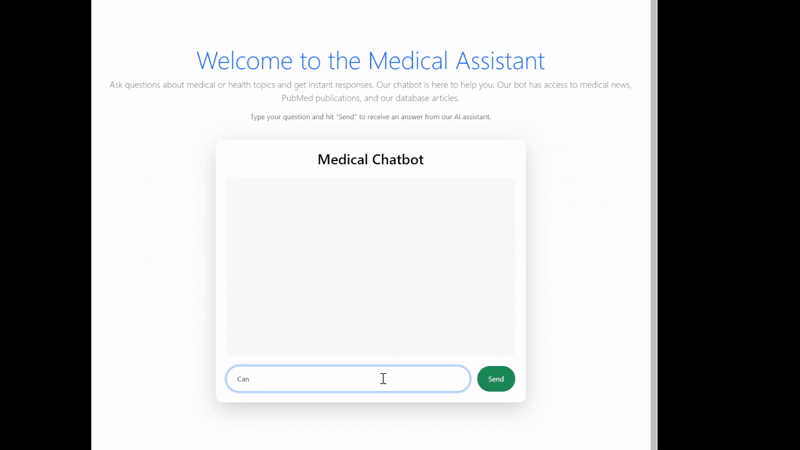 Welcome to the Medical Assistant
Ask questions about medical or health topics and get instant responses. Our chatbot is here to help you. Our bot has access to medical news,
PubMed publications, and our database articles.
Type your question and hit "Send" to receive an answer from our AI assistant.
Medical Chatbot
Can
Send